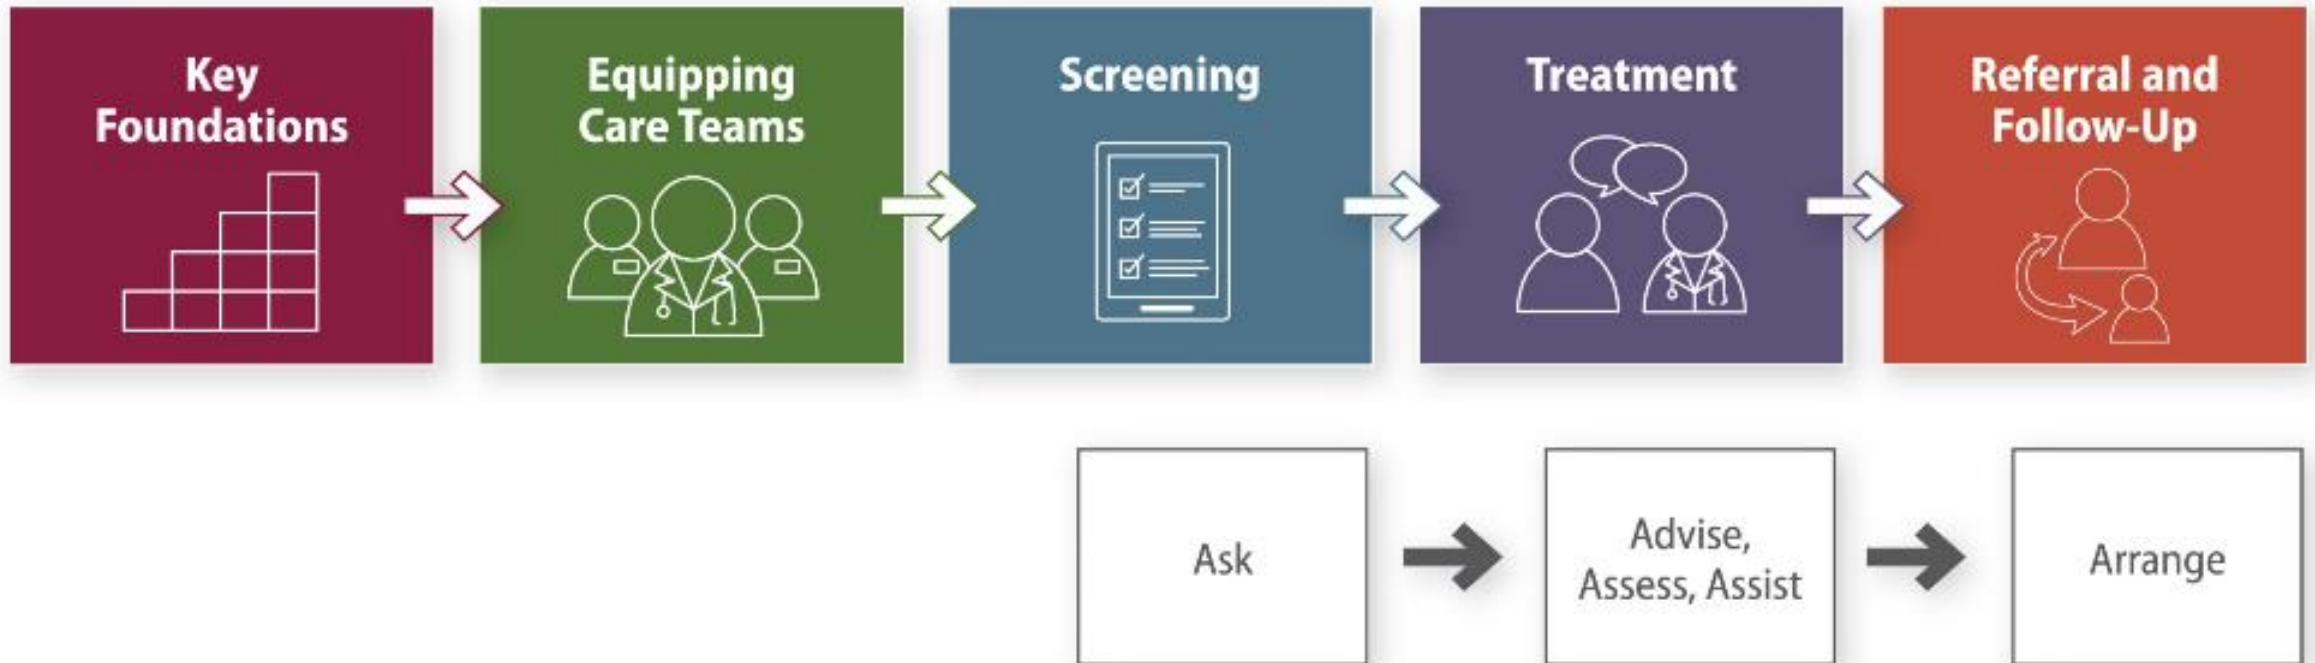 Key
Foundations
Equipping
Care Teams
Screening
Treatment
Referral and
Follow-Up
Ask
Advise,
Assess, Assist
Arrange